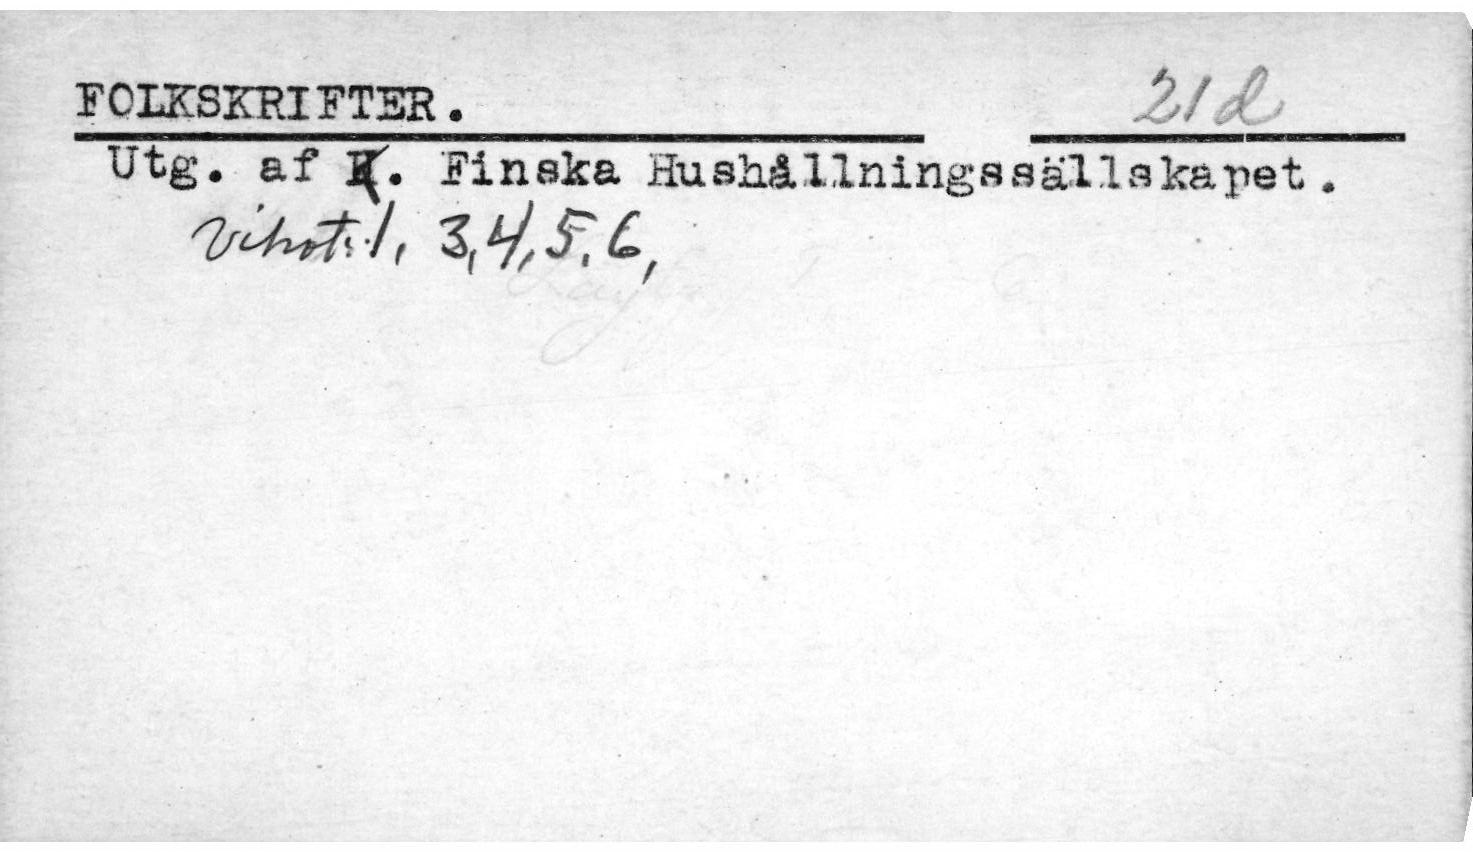 FOLKSKRIFTER. 21d
Utg. af K. Finska Hushållningssällskapet.
Vihot: 1, 3, 4, 5, 6,